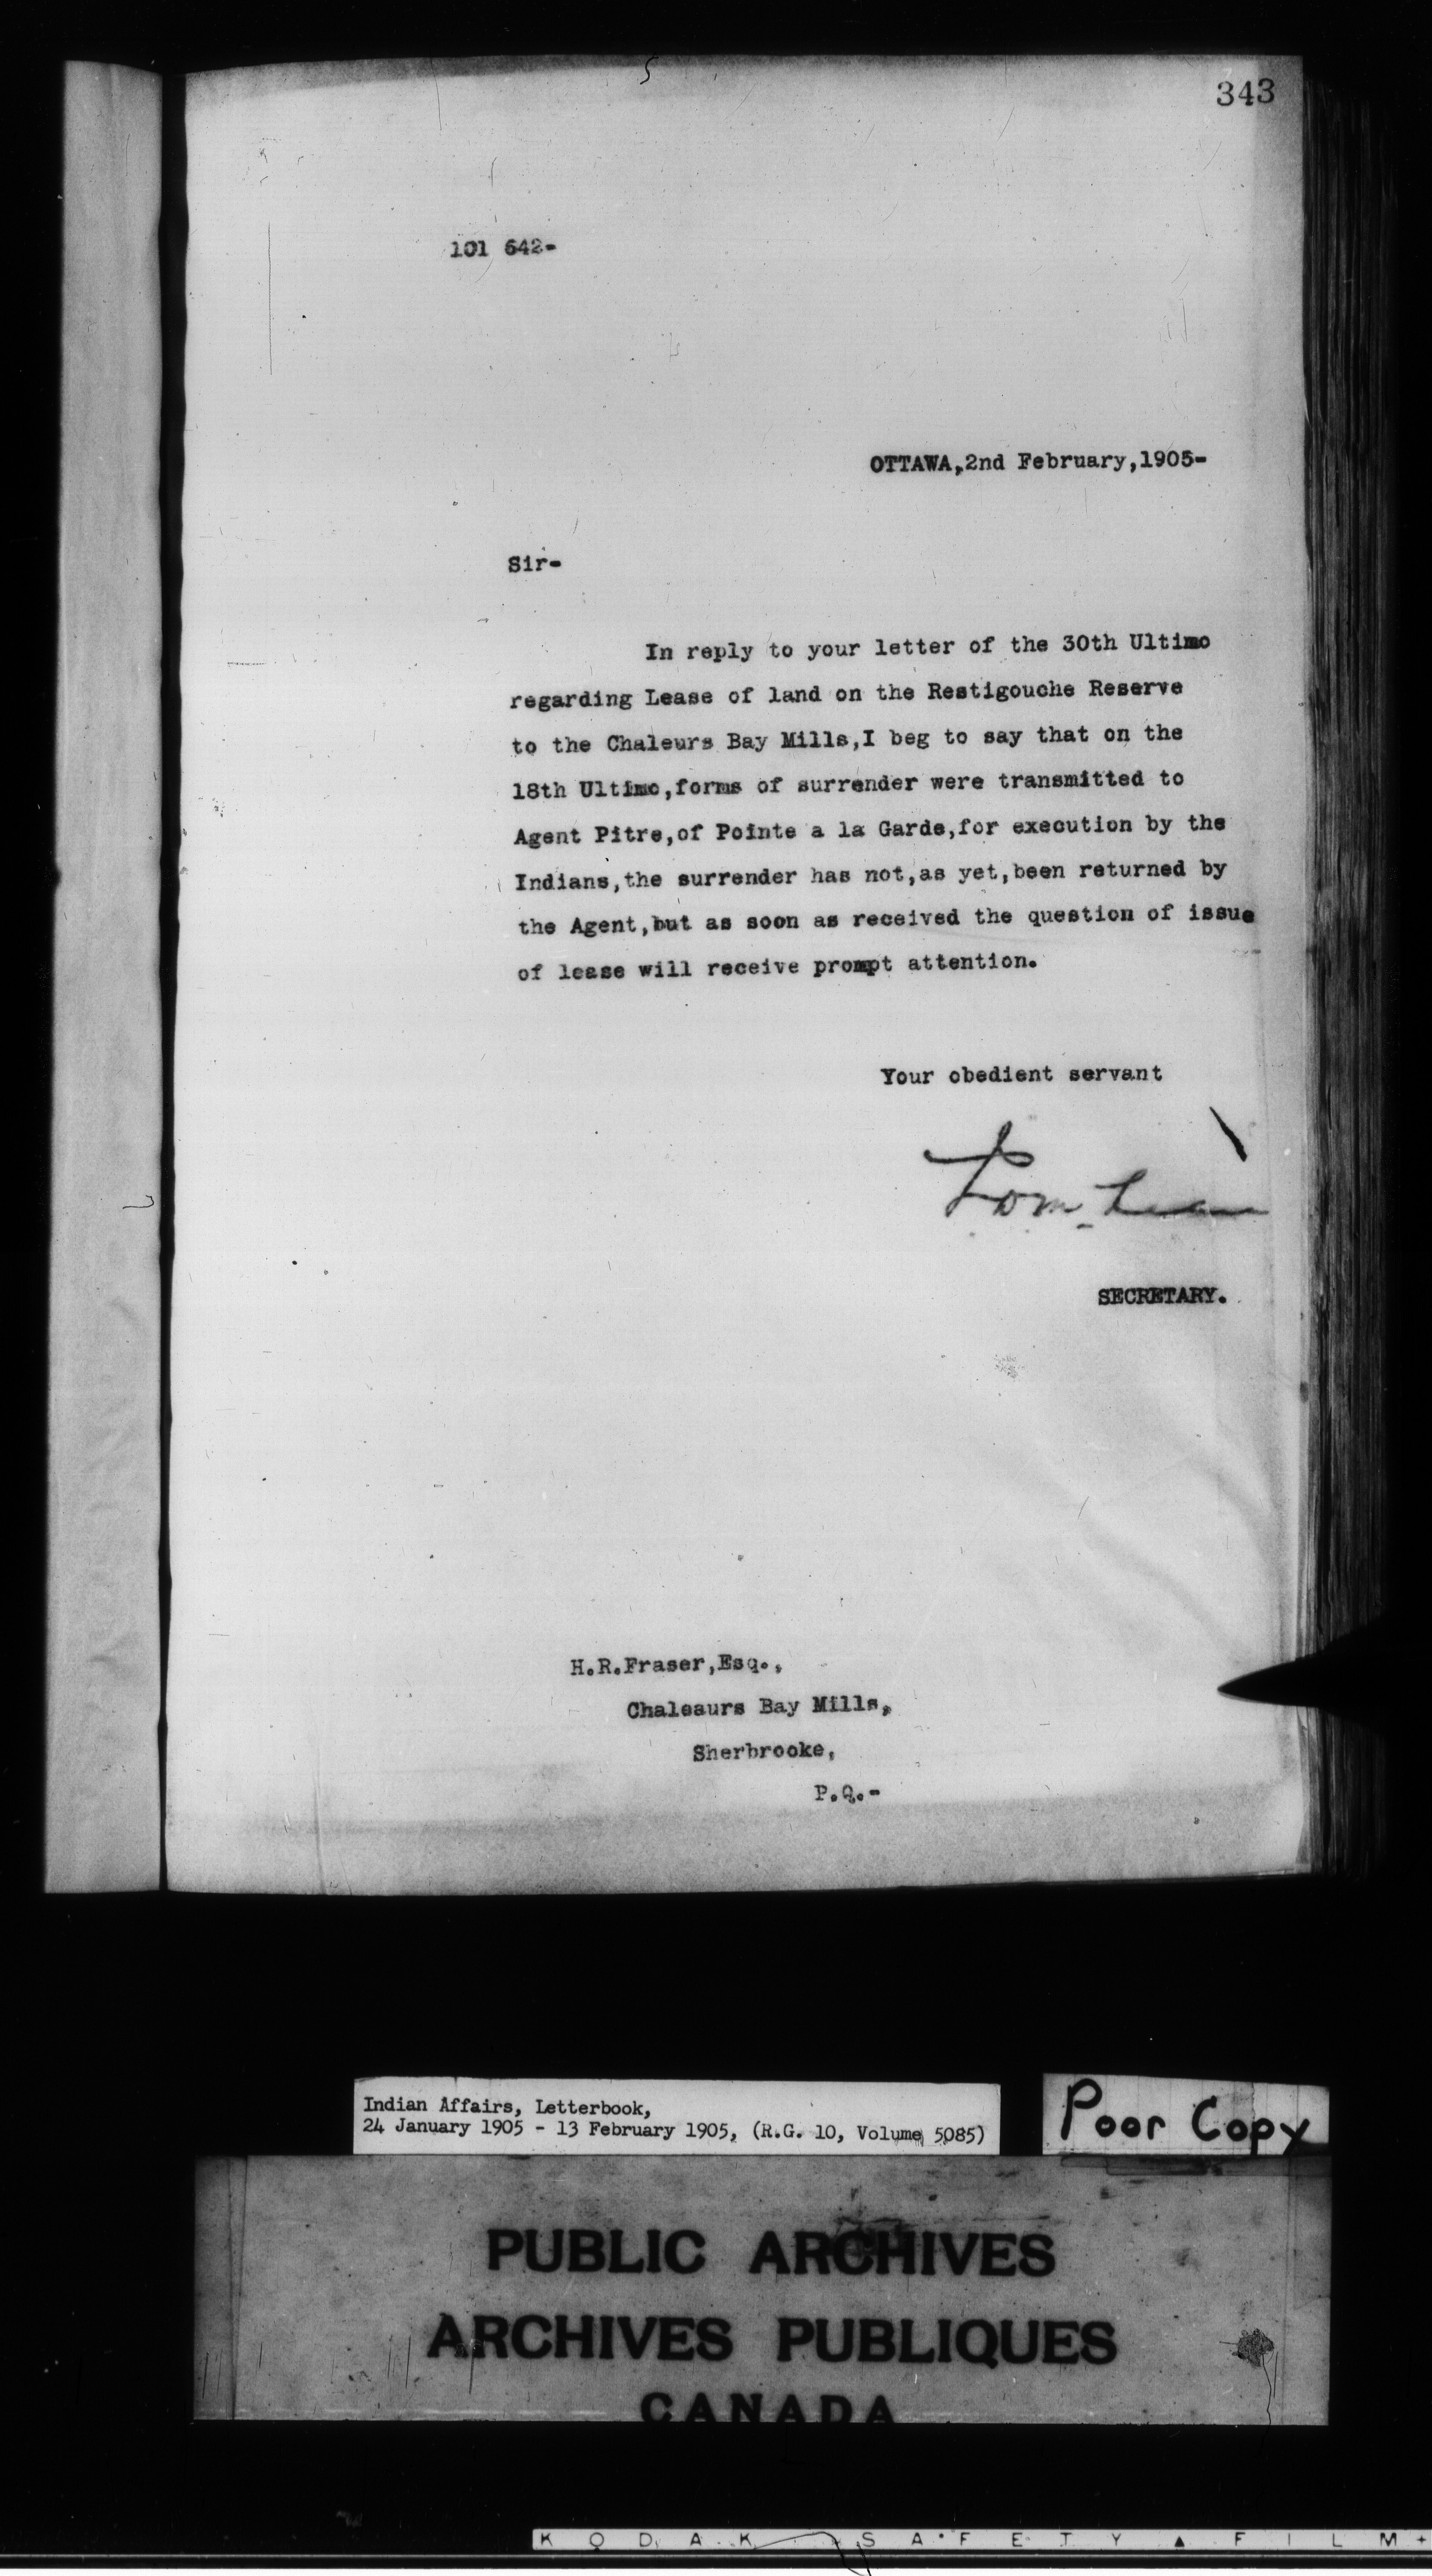 343
101 642-
OTTAWA,2nd February,1905-
Sir-
In reply to your letter of the 30th Ultimo
regarding Lease of land on the Restigouche Reserve
to the Chaleurs Bay Mills,I beg to say that on the
18th Ultimo,forms of surrender were transmitted to
Agent Pitre,of Pointe a la Garde,for execution by the
Indians,the surrender has not,as yet,been returned by
the Agent,but as soon as received the question of issue
of lease will receive prompt attention.
Your obedient servant
SECRETARY.
H.R.Fraser,Esq.,
Chaleaurs Bay Mills,
Sherbrooke,
P.Q.-
Indian Affairs, Letterbook,
24 January 1905 - 13 February 1905, (R.G. 10, Volume 5085)
Poor Copy
PUBLIC ARCHIVES
ARCHIVES PUBLIQUES
CANADA
KODAK SAFETY ▲ FILM +